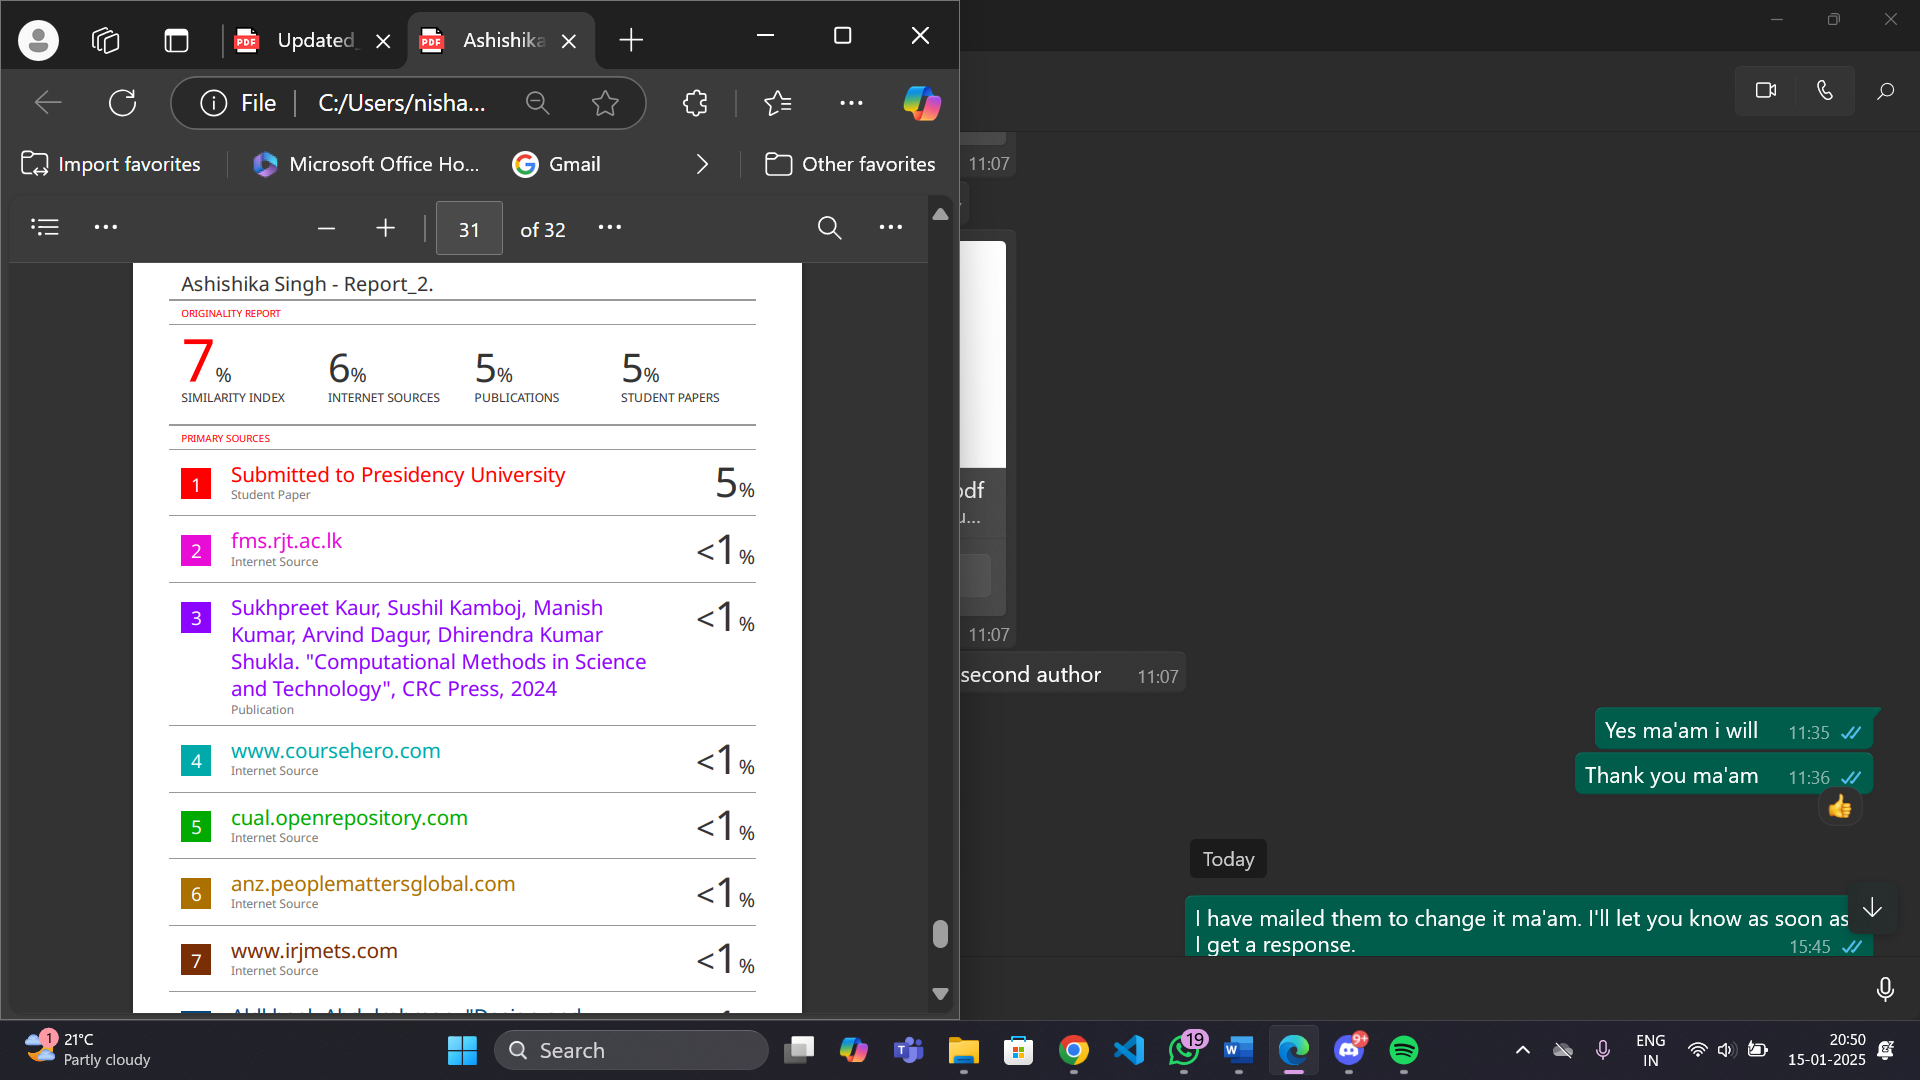 Updated_
Ashishika
File
C:/Users/nisha...
Import favorites
Microsoft Office Ho...
Gmail
Other favorites
31
of 32
Ashishika Singh - Report_2.
ORIGINALITY REPORT
7%
6%
5%
5%
SIMILARITY INDEX
INTERNET SOURCES
PUBLICATIONS
STUDENT PAPERS
PRIMARY SOURCES
1
Submitted to Presidency University
Student Paper
5%
2
fms.rjt.ac.lk
Internet Source
<1%
3
Sukhpreet Kaur, Sushil Kamboj, Manish
Kumar, Arvind Dagur, Dhirendra Kumar
Shukla. "Computational Methods in Science
and Technology", CRC Press, 2024
Publication
<1%
4
www.coursehero.com
Internet Source
<1%
5
cual.openrepository.com
Internet Source
<1%
6
anz.peoplemattersglobal.com
Internet Source
<1%
7
www.irjmets.com
Internet Source
<1%
11:07
11:07
second author 11:07
Yes ma'am i will 11:35
Thank you ma'am 11:36
Today
I have mailed them to change it ma'am. I'll let you know as soon as
I get a response.
15:45
1
21°C
Partly cloudy
Search
19
9+
ENG
IN
20:50
15-01-2025